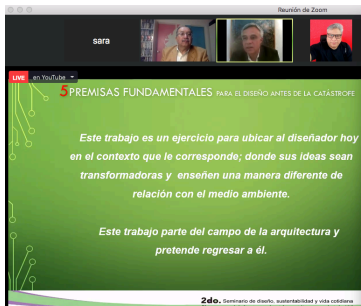 Reunión de Zoom
sara
LIVE en YouTube
5PREMISAS FUNDAMENTALES PARA EL DISEÑO ANTES DE LA CATÁSTROFE
Este trabajo es un ejercicio para ubicar al diseñador hoy
en el contexto que le corresponde; donde sus ideas sean
transformadoras y enseñen una manera diferente de
relación con el medio ambiente.
Este trabajo parte del campo de la arquitectura y
pretende regresar a él.
2do. Seminario de diseño, sustentabilidad y vida cotidiana